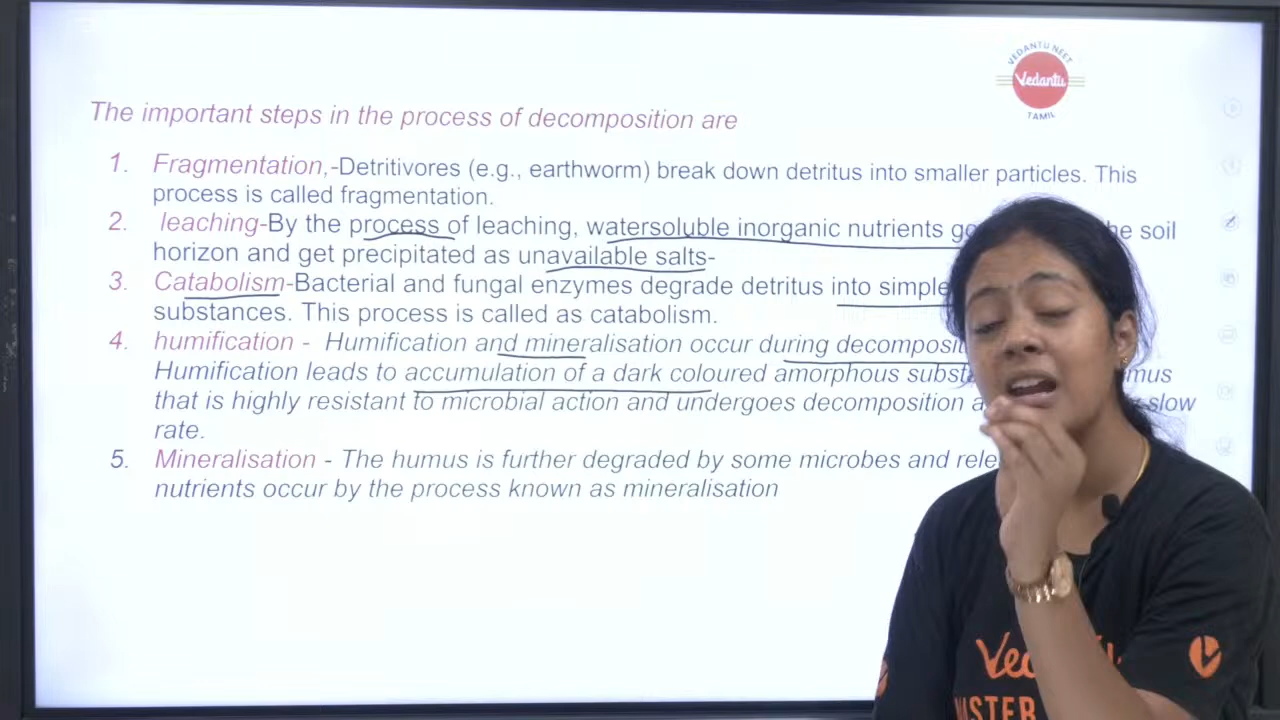 VEDANTU NEET
Vedantu
TAMIL
The important steps in the process of decomposition are
1. Fragmentation,-Detritivores (e.g., earthworm) break down detritus into smaller particles. This
process is called fragmentation.
2. leaching-By the process of leaching, watersoluble inorganic nutrients go soil
horizon and get precipitated as unavailable salts-
3. Catabolism-Bacterial and fungal enzymes degrade detritus into simple
substances. This process is called as catabolism.
4. humification - Humification and mineralisation occur during
Humification leads to accumulation of a dark coloured amorphous
that is highly resistant to microbial action and undergoes decomposition slow
rate.
5. Mineralisation - The humus is further degraded by some microbes and
nutrients occur by the process known as mineralisation